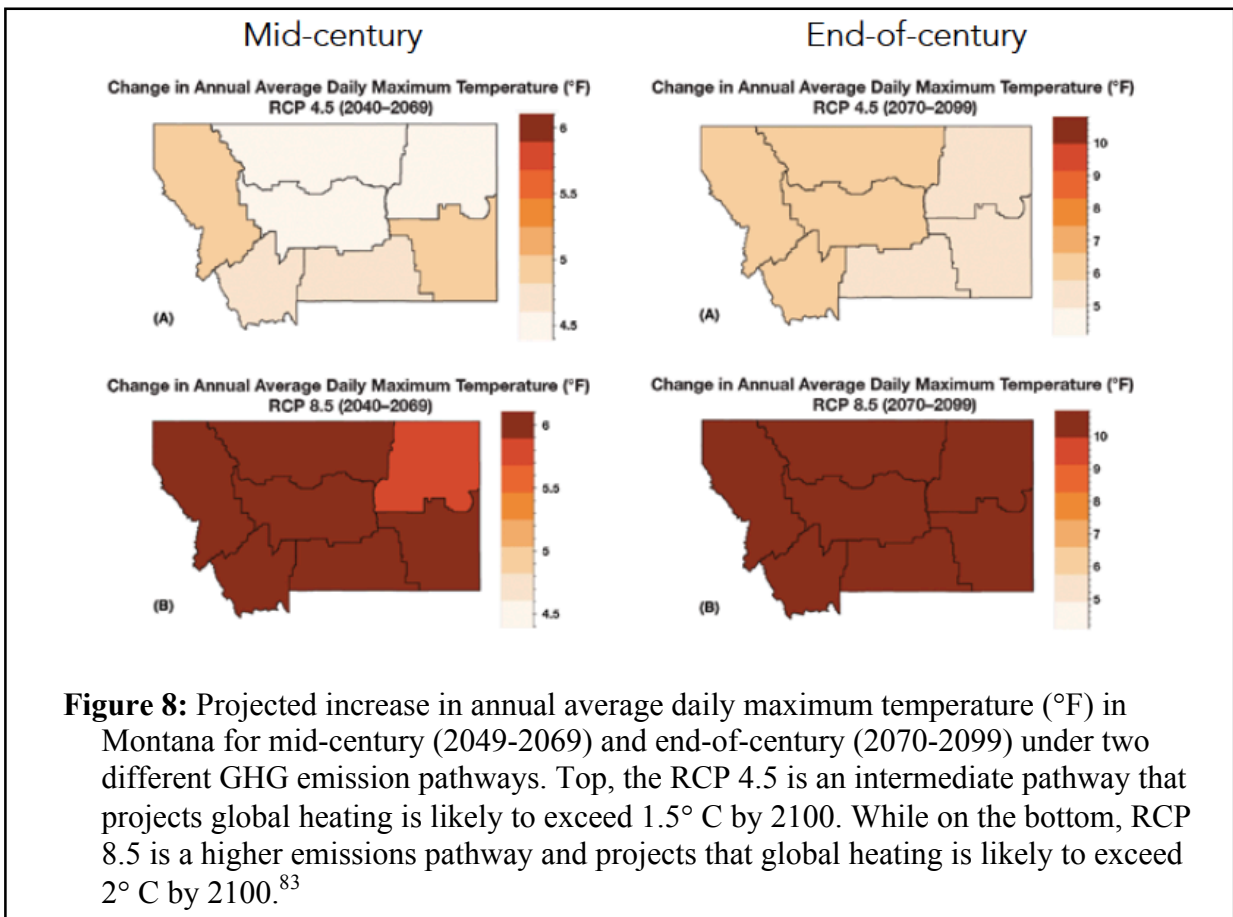 Mid-century
End-of-century
Change in Annual Average Daily Maximum Temperature (°F)
RCP 4.5 (2040–2069)
6
5.5
5
4.5
(A)
Change in Annual Average Daily Maximum Temperature (°F)
RCP 4.5 (2070–2099)
10
9
8
7
6
5
(A)
Change in Annual Average Daily Maximum Temperature (°F)
RCP 8.5 (2040–2069)
6
5.5
5
4.5
(B)
Change in Annual Average Daily Maximum Temperature (°F)
RCP 8.5 (2070–2099)
10
9
8
7
6
5
(B)
Figure 8: Projected increase in annual average daily maximum temperature (°F) in
Montana for mid-century (2049-2069) and end-of-century (2070-2099) under two
different GHG emission pathways. Top, the RCP 4.5 is an intermediate pathway that
projects global heating is likely to exceed 1.5° C by 2100. While on the bottom, RCP
8.5 is a higher emissions pathway and projects that global heating is likely to exceed
2° C by 2100.83